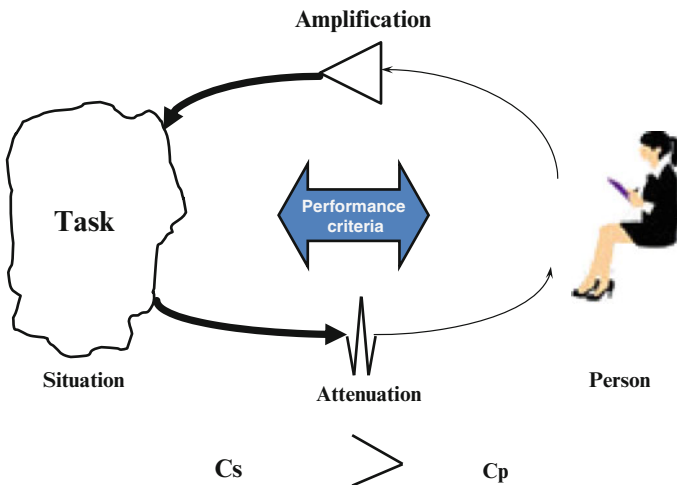 Amplification
Task
Performance
criteria
Situation
Attenuation
Person
Cs > Cp